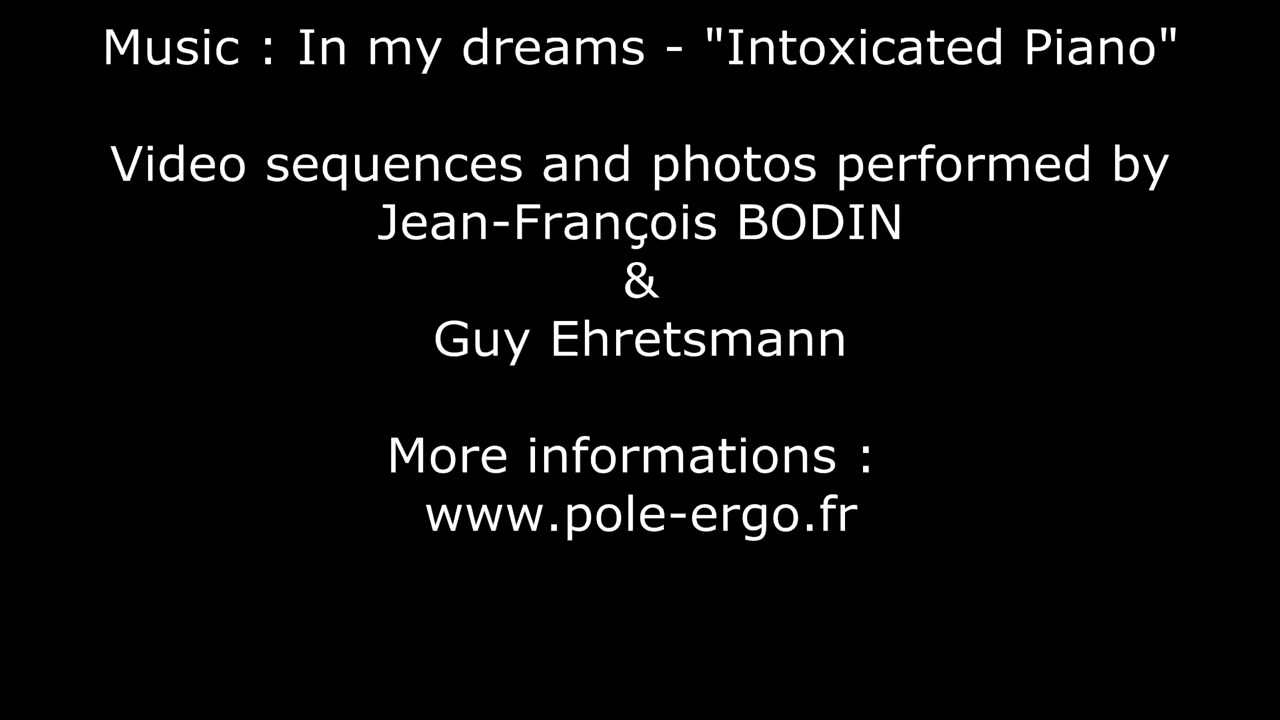 Music : In my dreams - "Intoxicated Piano"
Video sequences and photos performed by
Jean-François BODIN
&
Guy Ehretsmann
More informations :
www.pole-ergo.fr